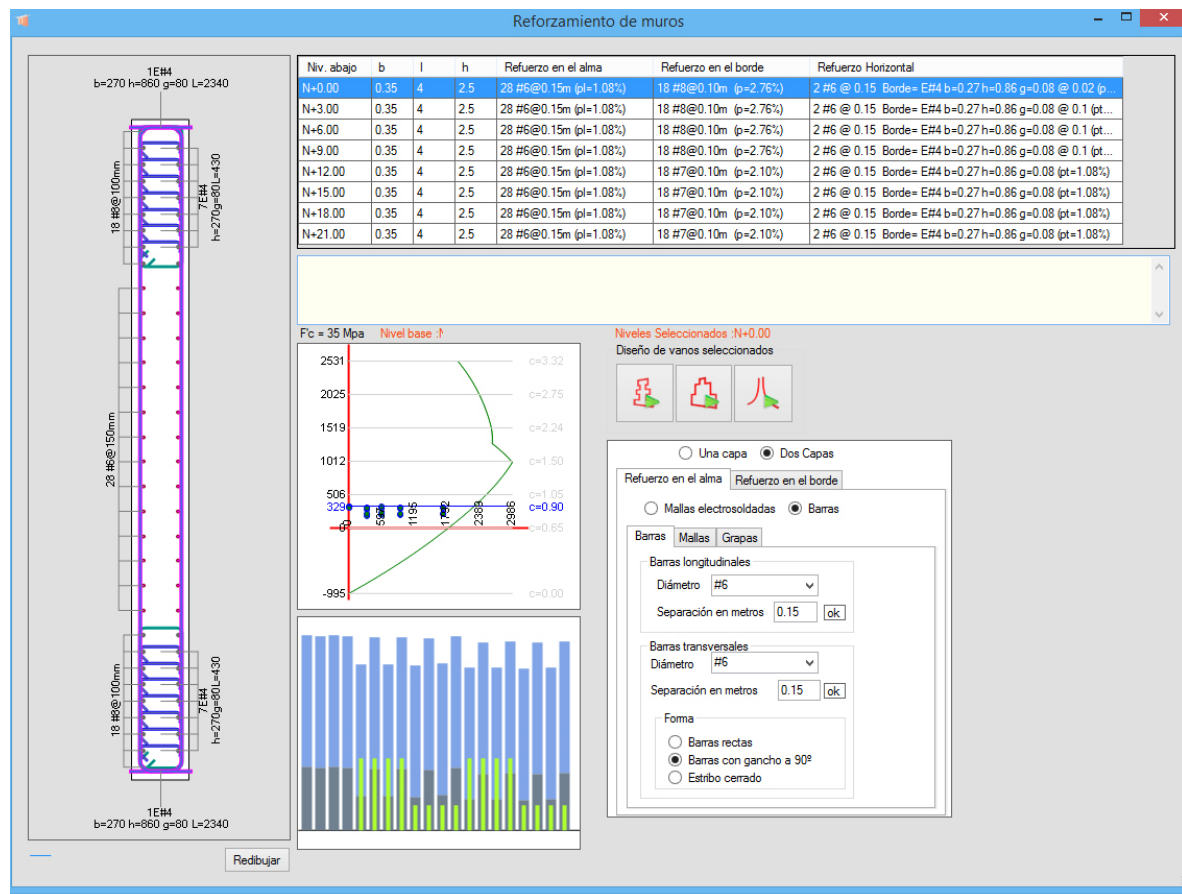 Reforzamiento de muros
1E#4
b=270 h=860 g=80 L=2340
18 #8@100mm
7E#4
h=270g=80L=430
28 #6@150mm
18 #8@100mm
7E#4
h=270g=80L=430
1E#4
b=270 h=860 g=80 L=2340
Redibujar
Niv. abajo b l h Refuerzo en el alma Refuerzo en el borde Refuerzo Horizontal
N+0.00 0.35 4 2.5 28 #6@0.15m (pl=1.08%) 18 #8@0.10m (p=2.76%) 2 #6 @ 0.15 Borde= E#4 b=0.27 h=0.86 g=0.08 @ 0.02 (p...
N+3.00 0.35 4 2.5 28 #6@0.15m (pl=1.08%) 18 #8@0.10m (p=2.76%) 2 #6 @ 0.15 Borde= E#4 b=0.27 h=0.86 g=0.08 @ 0.1 (pt...
N+6.00 0.35 4 2.5 28 #6@0.15m (pl=1.08%) 18 #8@0.10m (p=2.76%) 2 #6 @ 0.15 Borde= E#4 b=0.27 h=0.86 g=0.08 @ 0.1 (pt...
N+9.00 0.35 4 2.5 28 #6@0.15m (pl=1.08%) 18 #8@0.10m (p=2.76%) 2 #6 @ 0.15 Borde= E#4 b=0.27 h=0.86 g=0.08 @ 0.1 (pt...
N+12.00 0.35 4 2.5 28 #6@0.15m (pl=1.08%) 18 #7@0.10m (p=2.10%) 2 #6 @ 0.15 Borde= E#4 b=0.27 h=0.86 g=0.08 (pt=1.08%)
N+15.00 0.35 4 2.5 28 #6@0.15m (pl=1.08%) 18 #7@0.10m (p=2.10%) 2 #6 @ 0.15 Borde= E#4 b=0.27 h=0.86 g=0.08 (pt=1.08%)
N+18.00 0.35 4 2.5 28 #6@0.15m (pl=1.08%) 18 #7@0.10m (p=2.10%) 2 #6 @ 0.15 Borde= E#4 b=0.27 h=0.86 g=0.08 (pt=1.08%)
N+21.00 0.35 4 2.5 28 #6@0.15m (pl=1.08%) 18 #7@0.10m (p=2.10%) 2 #6 @ 0.15 Borde= E#4 b=0.27 h=0.86 g=0.08 (pt=1.08%)
F'c = 35 Mpa Nivel base :
2531 c=3.32
2025 c=2.75
1519 c=2.24
1012 c=1.50
506 c=1.05
329 c=0.90
c=0.65
1195 2389 2986
-995 c=0.00
Niveles Seleccionados :N+0.00
Diseño de vanos seleccionados
Una capa Dos Capas
Refuerzo en el alma Refuerzo en el borde
Mallas electrosoldadas Barras
Barras Mallas Grapas
Barras longitudinales
Diámetro #6
Separación en metros 0.15 ok
Barras transversales
Diámetro #6
Separación en metros 0.15 ok
Forma
Barras rectas
Barras con gancho a 90º
Estribo cerrado